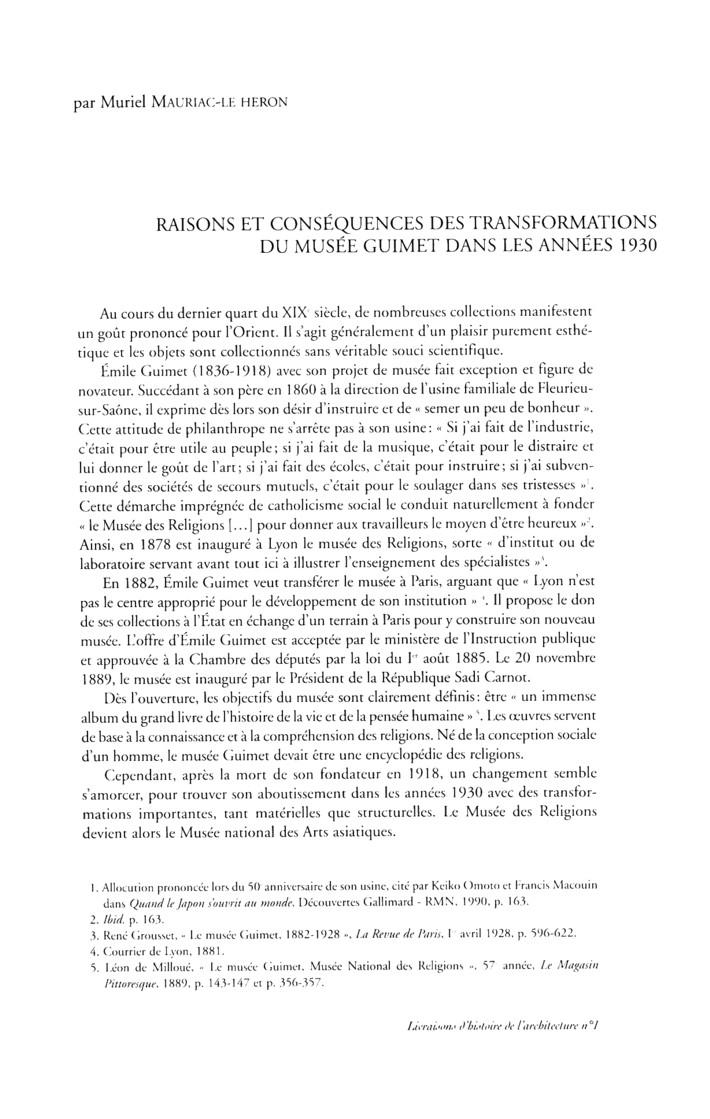 par Muriel MAURIAC-LE HERON
RAISONS ET CONSÉQUENCES DES TRANSFORMATIONS
DU MUSÉE GUIMET DANS LES ANNÉES 1930
Au cours du dernier quart du XIXe siècle, de nombreuses collections manifestent
un goût prononcé pour l'Orient. Il s'agit généralement d'un plaisir purement esthé-
tique et les objets sont collectionnés sans véritable souci scientifique.
Émile Guimet (1836-1918) avec son projet de musée fait exception et figure de
novateur. Succédant à son père en 1860 à la direction de l'usine familiale de Fleurieu-
sur-Saône, il exprime dès lors son désir d'instruire et de « semer un peu de bonheur ».
Cette attitude de philanthrope ne s'arrête pas à son usine : « Si j'ai fait de l'industrie,
c'était pour être utile au peuple ; si j'ai fait de la musique, c'était pour le distraire et
lui donner le goût de l'art ; si j'ai fait des écoles, c'était pour instruire ; si j'ai subven-
tionné des sociétés de secours mutuels, c'était pour le soulager dans ses tristesses »1.
Cette démarche imprégnée de catholicisme social le conduit naturellement à fonder
« le Musée des Religions [...] pour donner aux travailleurs le moyen d'être heureux »2.
Ainsi, en 1878 est inauguré à Lyon le musée des Religions, sorte « d'institut ou de
laboratoire servant avant tout ici à illustrer l'enseignement des spécialistes »3.
En 1882, Émile Guimet veut transférer le musée à Paris, arguant que « Lyon n'est
pas le centre approprié pour le développement de son institution » 4. Il propose le don
de ses collections à l'État en échange d'un terrain à Paris pour y construire son nouveau
musée. L'offre d'Émile Guimet est acceptée par le ministère de l'Instruction publique
et approuvée à la Chambre des députés par la loi du 1er août 1885. Le 20 novembre
1889, le musée est inauguré par le Président de la République Sadi Carnot.
Dès l'ouverture, les objectifs du musée sont clairement définis : être « un immense
album du grand livre de l'histoire de la vie et de la pensée humaine » 5. Les œuvres servent
de base à la connaissance et à la compréhension des religions. Né de la conception sociale
d'un homme, le musée Guimet devait être une encyclopédie des religions.
Cependant, après la mort de son fondateur en 1918, un changement semble
s'amorcer, pour trouver son aboutissement dans les années 1930 avec des transfor-
mations importantes, tant matérielles que structurelles. Le Musée des Religions
devient alors le Musée national des Arts asiatiques.
1. Allocution prononcée lors du 50e anniversaire de son usine, cité par Keiko Omoto et Francis Macouin
dans Quand le Japon s'ouvrit au monde, Découvertes Gallimard - RMN, 1990, p. 163.
2. Ibid, p. 163.
3. René Grousset, « Le musée Guimet, 1882-1928 », La Revue de Paris, 1er avril 1928, p. 596-622.
4. Courrier de Lyon, 1881.
5. Léon de Milloué, « Le musée Guimet, Musée National des Religions », 57e année, Le Magasin
Pittoresque, 1889, p. 143-147 et p. 356-357.
Livraisons d'histoire de l'architecture n°1